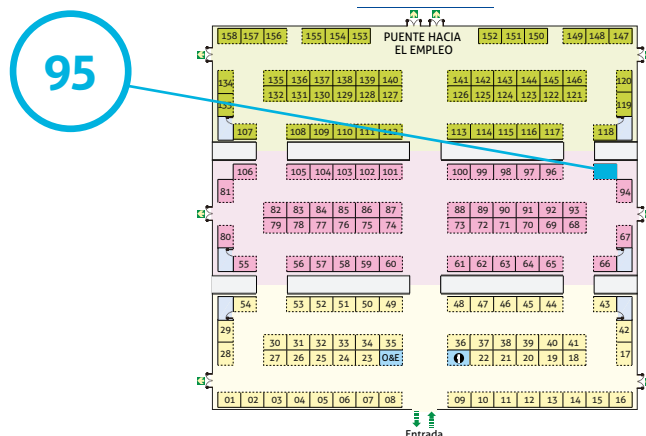 158 157 156 155 154 153 PUENTE HACIA 152 151 150 149 148 147
EL EMPLEO
95
134 135 136 137 138 139 140 141 142 143 144 145 146 120
133 132 131 130 129 128 127 126 125 124 123 122 121 119
107 108 109 110 111 112 113 114 115 116 117 118
106 105 104 103 102 101 100 99 98 97 96
81 94
82 83 84 85 86 87 88 89 90 91 92 93
79 78 77 76 75 74 73 72 71 70 69 68
80 67
55 56 57 58 59 60 61 62 63 64 65 66
54 53 52 51 50 49 48 47 46 45 44 43
29 42
30 31 32 33 34 35 36 37 38 39 40 41
28 27 26 25 24 23 O&E 22 21 20 19 18 17
01 02 03 04 05 06 07 08 09 10 11 12 13 14 15 16
Entrada